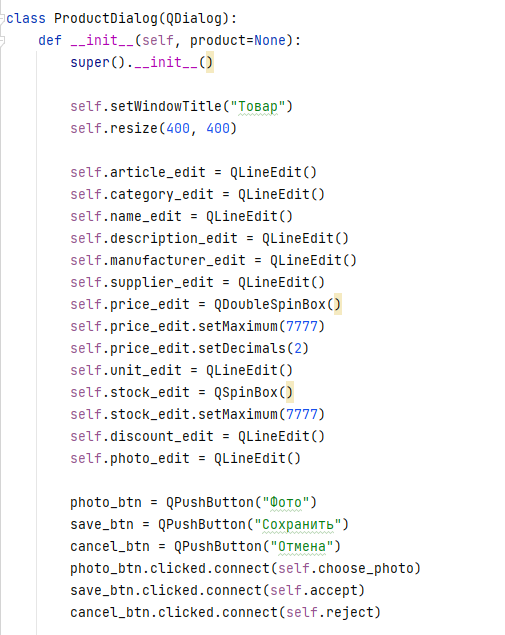 class ProductDialog(QDialog):
    def __init__(self, product=None):
        super().__init__()

        self.setWindowTitle("Товар")
        self.resize(400, 400)

        self.article_edit = QLineEdit()
        self.category_edit = QLineEdit()
        self.name_edit = QLineEdit()
        self.description_edit = QLineEdit()
        self.manufacturer_edit = QLineEdit()
        self.supplier_edit = QLineEdit()
        self.price_edit = QDoubleSpinBox()
        self.price_edit.setMaximum(7777)
        self.price_edit.setDecimals(2)
        self.unit_edit = QLineEdit()
        self.stock_edit = QSpinBox()
        self.stock_edit.setMaximum(7777)
        self.discount_edit = QLineEdit()
        self.photo_edit = QLineEdit()

        photo_btn = QPushButton("Фото")
        save_btn = QPushButton("Сохранить")
        cancel_btn = QPushButton("Отмена")
        photo_btn.clicked.connect(self.choose_photo)
        save_btn.clicked.connect(self.accept)
        cancel_btn.clicked.connect(self.reject)